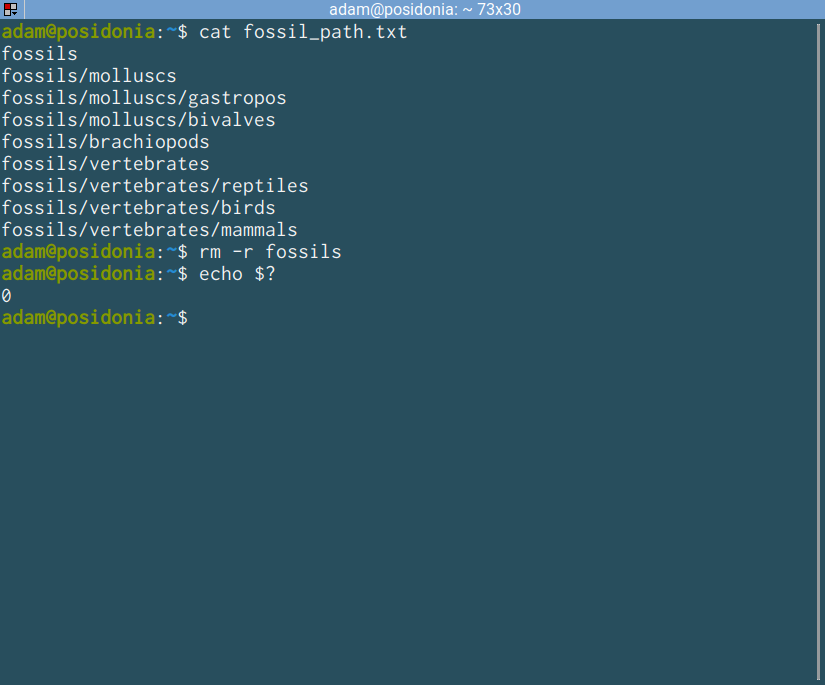 adam@posidonia: ~ 73x30
adam@posidonia:~$ cat fossil_path.txt
fossils
fossils/molluscs
fossils/molluscs/gastropos
fossils/molluscs/bivalves
fossils/brachiopods
fossils/vertebrates
fossils/vertebrates/reptiles
fossils/vertebrates/birds
fossils/vertebrates/mammals
adam@posidonia:~$ rm -r fossils
adam@posidonia:~$ echo $?
0
adam@posidonia:~$